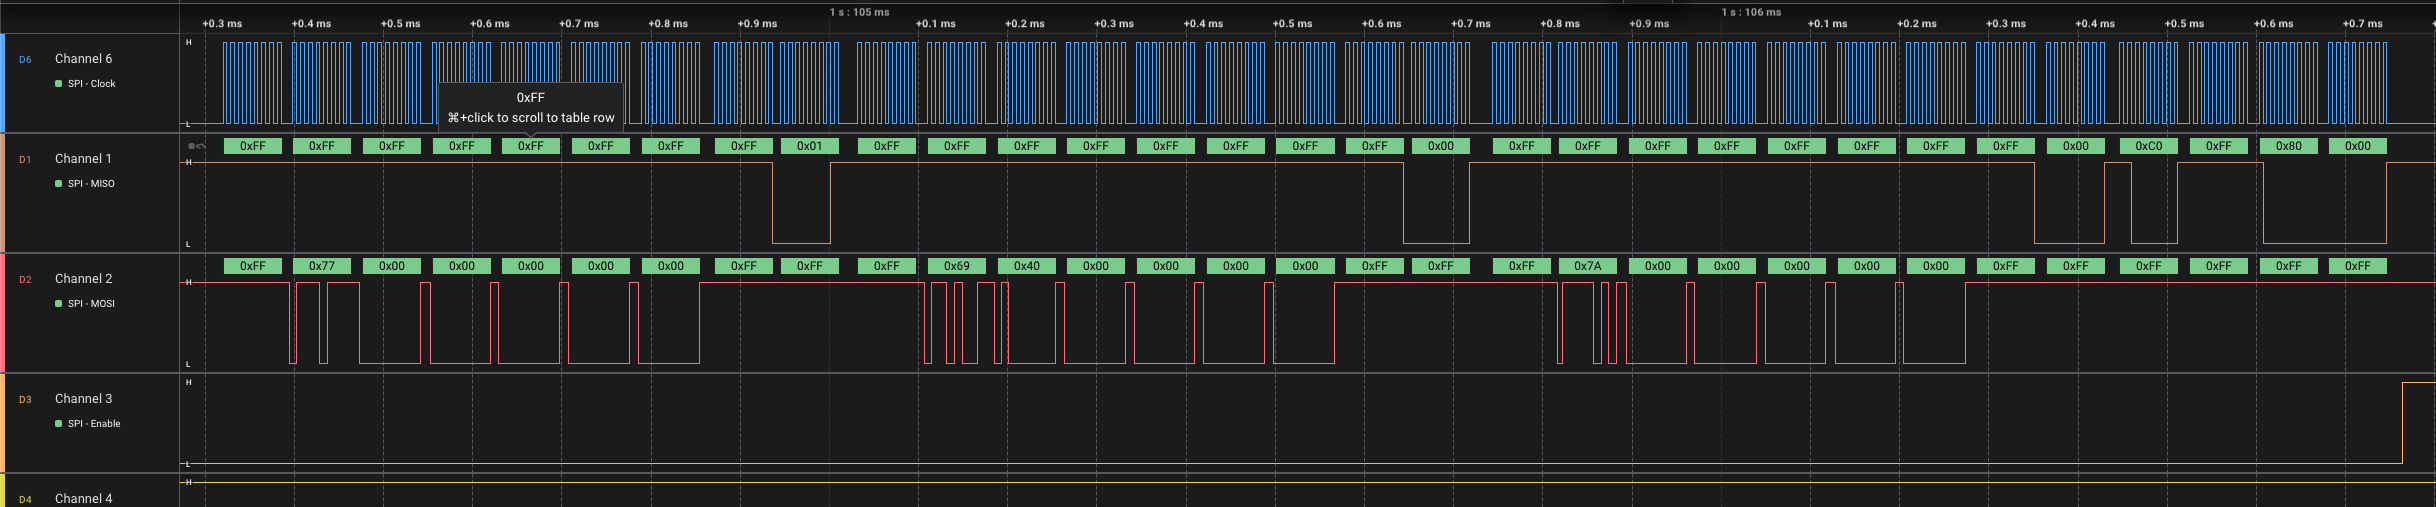 1 s : 105 ms 1 s : 106 ms
+0.3 ms +0.4 ms +0.5 ms +0.6 ms +0.7 ms +0.8 ms +0.9 ms +0.1 ms +0.2 ms +0.3 ms +0.4 ms +0.5 ms +0.6 ms +0.7 ms +0.8 ms +0.9 ms +0.1 ms +0.2 ms +0.3 ms +0.4 ms +0.5 ms +0.6 ms +0.7 ms
H
D6 Channel 6
SPI - Clock
0xFF
⌘+click to scroll to table row
L
0xFF 0xFF 0xFF 0xFF 0xFF 0xFF 0xFF 0xFF 0x01 0xFF 0xFF 0xFF 0xFF 0xFF 0xFF 0xFF 0xFF 0x00 0xFF 0xFF 0xFF 0xFF 0xFF 0xFF 0xFF 0xFF 0x00 0xC0 0xFF 0x80 0x00
D1 Channel 1
H
SPI - MISO
L
0xFF 0x77 0x00 0x00 0x00 0x00 0x00 0xFF 0xFF 0xFF 0x69 0x40 0x00 0x00 0x00 0x00 0xFF 0xFF 0xFF 0x7A 0x00 0x00 0x00 0x00 0x00 0xFF 0xFF 0xFF 0xFF 0xFF 0xFF
D2 Channel 2
H
SPI - MOSI
L
H
D3 Channel 3
SPI - Enable
L
H
D4 Channel 4